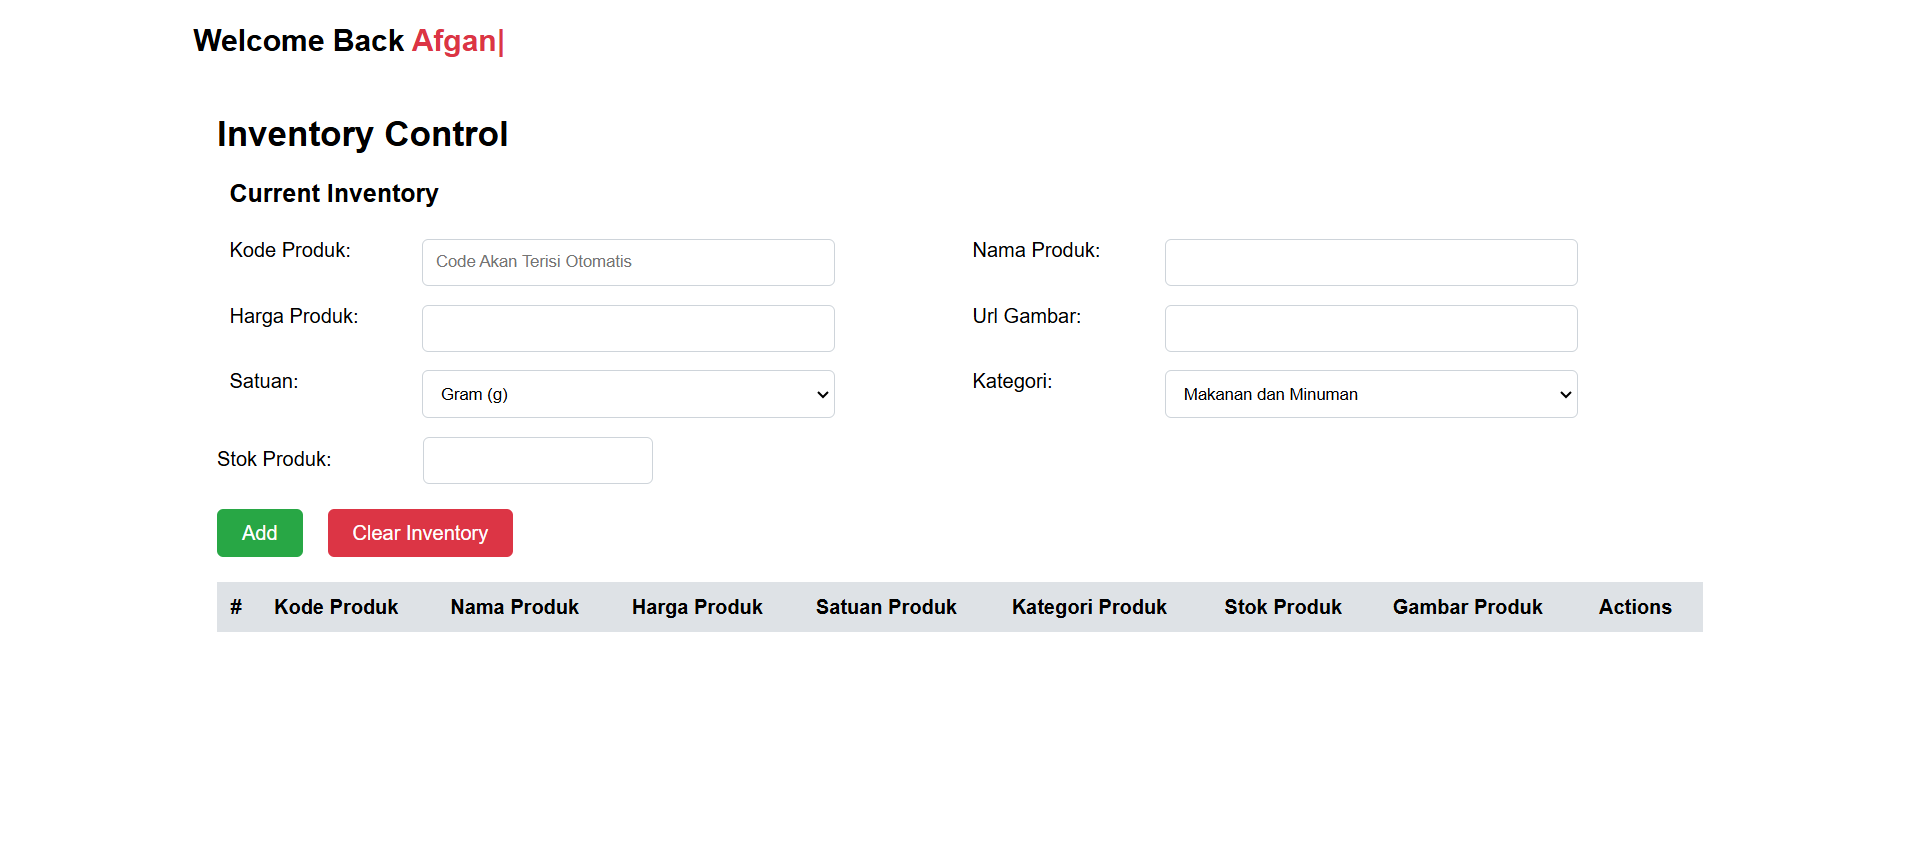 Welcome Back Afgan|
Inventory Control
Current Inventory
Kode Produk: Code Akan Terisi Otomatis Nama Produk:
Harga Produk: Url Gambar:
Satuan: Gram (g) Kategori: Makanan dan Minuman
Stok Produk:
Add Clear Inventory
# Kode Produk Nama Produk Harga Produk Satuan Produk Kategori Produk Stok Produk Gambar Produk Actions